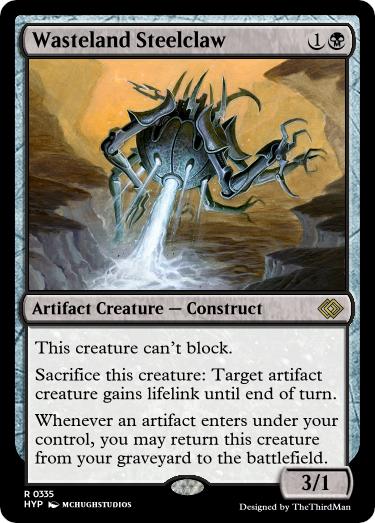 Wasteland Steelclaw 1
Artifact Creature — Construct
This creature can't block.
Sacrifice this creature: Target artifact
creature gains lifelink until end of turn.
Whenever an artifact enters under your
control, you may return this creature
from your graveyard to the battlefield.
3/1
R 0335
HYP MCHUGHSTUDIOS
Designed by TheThirdMan